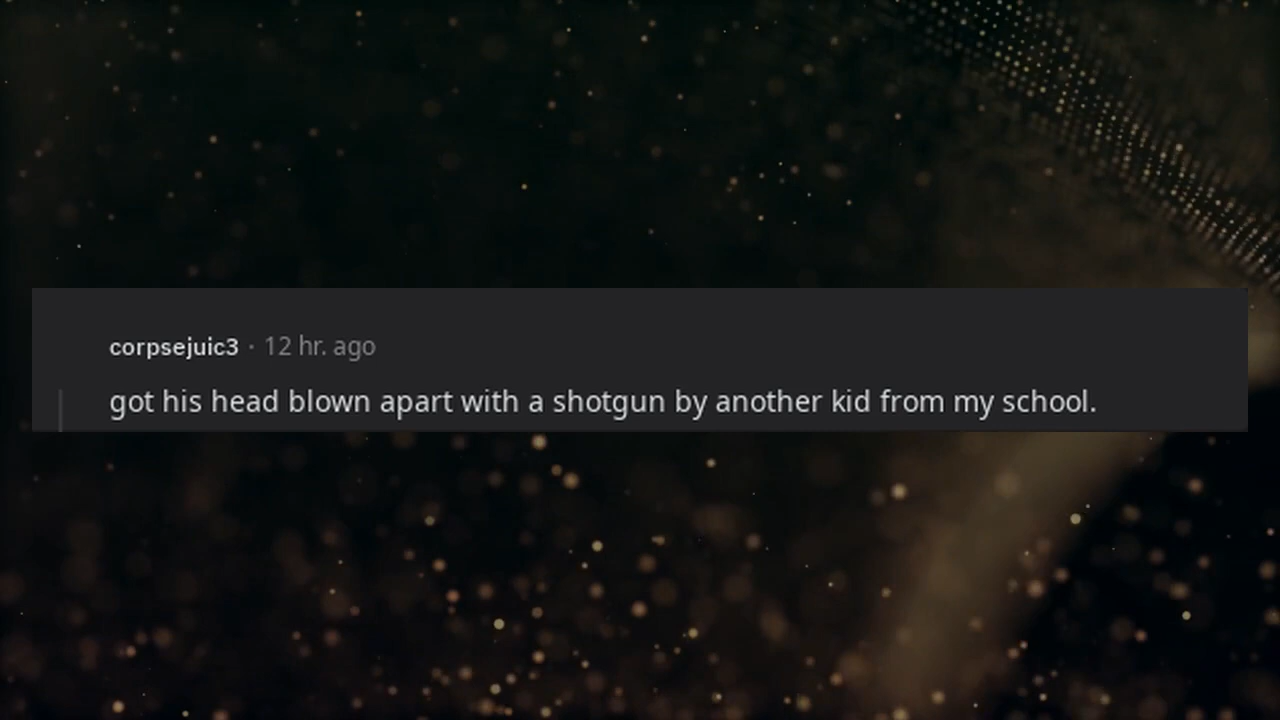 corpsejuic3 · 12 hr. ago
got his head blown apart with a shotgun by another kid from my school.